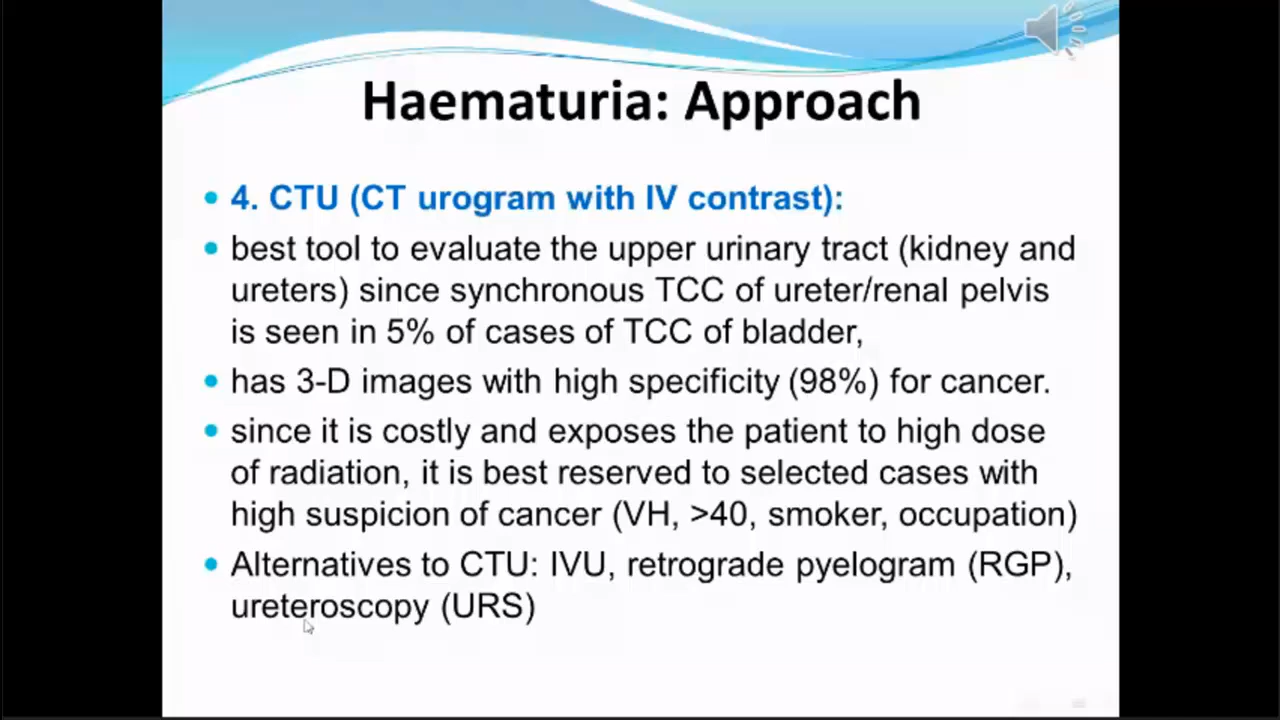 Haematuria: Approach
• 4. CTU (CT urogram with IV contrast):
• best tool to evaluate the upper urinary tract (kidney and
ureters) since synchronous TCC of ureter/renal pelvis
is seen in 5% of cases of TCC of bladder,
• has 3-D images with high specificity (98%) for cancer.
• since it is costly and exposes the patient to high dose
of radiation, it is best reserved to selected cases with
high suspicion of cancer (VH, >40, smoker, occupation)
• Alternatives to CTU: IVU, retrograde pyelogram (RGP),
ureteroscopy (URS)